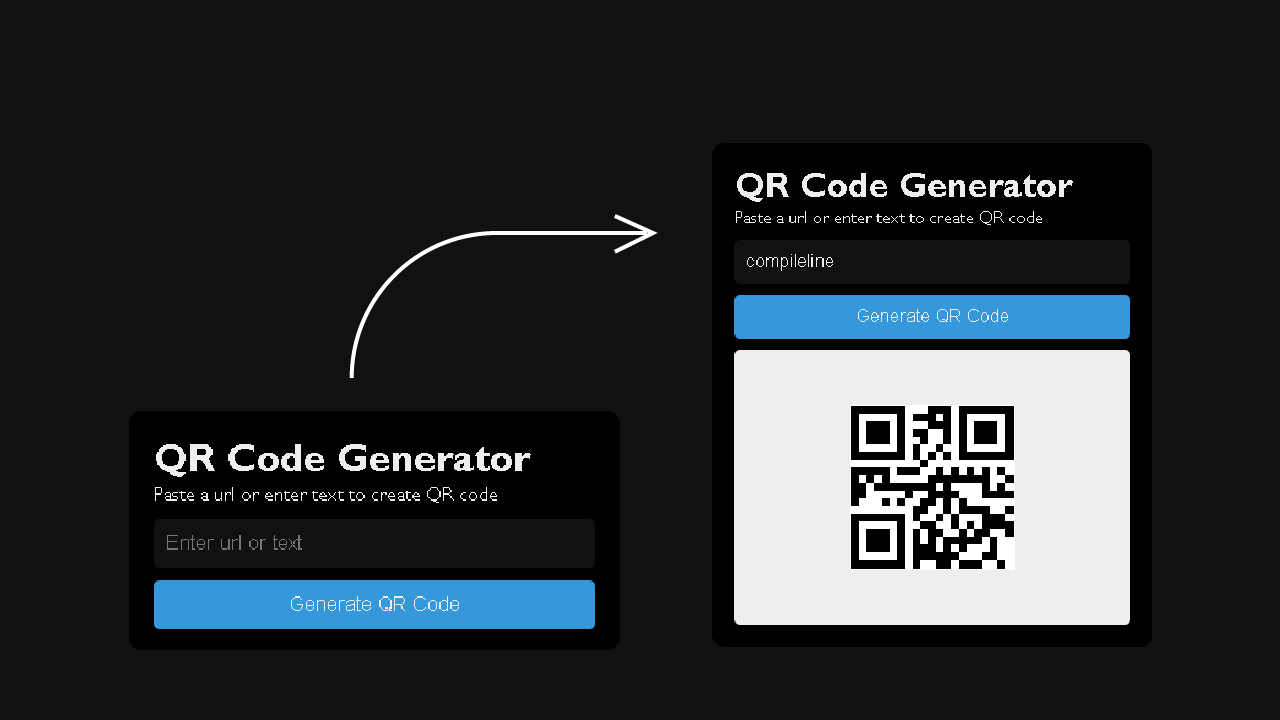 QR Code Generator
Paste a url or enter text to create QR code
Enter url or text
Generate QR Code
QR Code Generator
Paste a url or enter text to create QR code
compileline
Generate QR Code